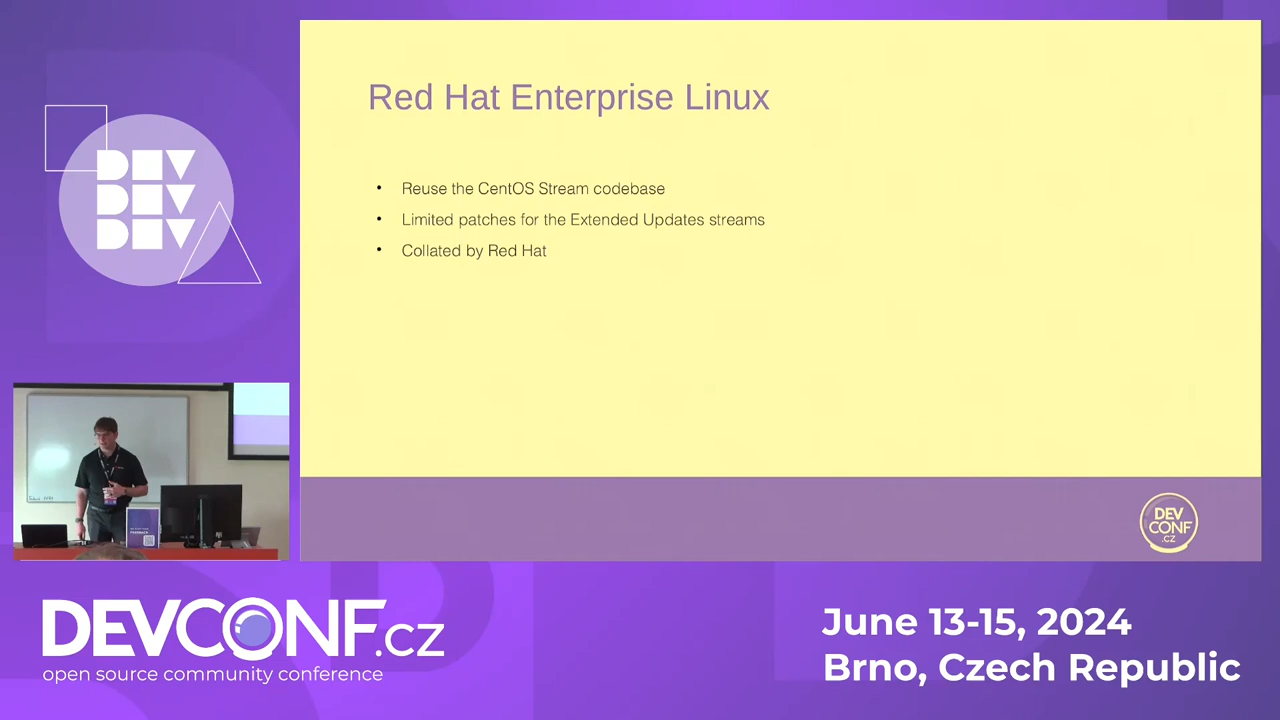 DEV
DEV
DEV
Red Hat Enterprise Linux
• Reuse the CentOS Stream codebase
• Limited patches for the Extended Updates streams
• Collated by Red Hat
DEV
CONF
.CZ
DEVCONF.cz
open source community conference
June 13-15, 2024
Brno, Czech Republic